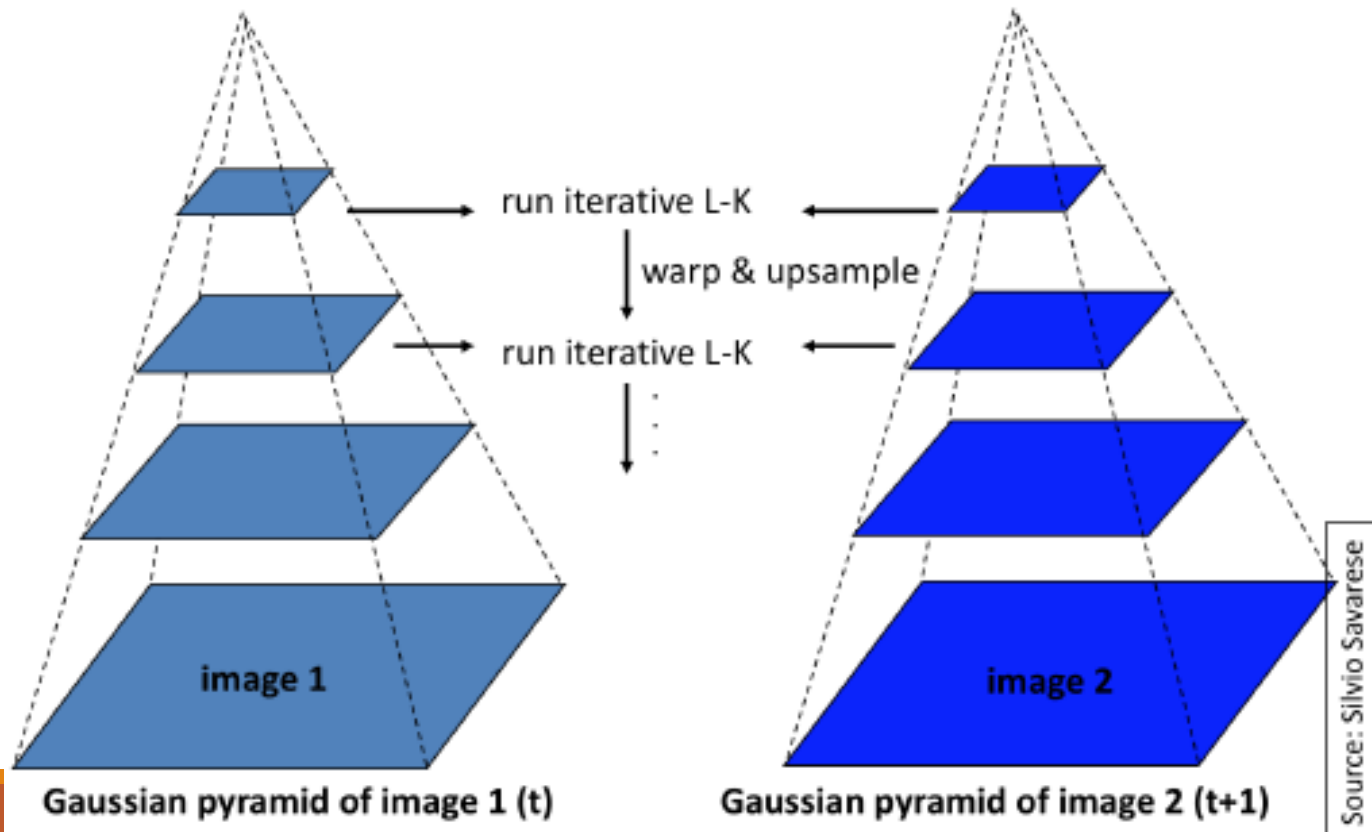 run iterative L-K
warp & upsample
run iterative L-K
image 1
image 2
Gaussian pyramid of image 1 (t)
Gaussian pyramid of image 2 (t+1)
Source: Silvio Savarese